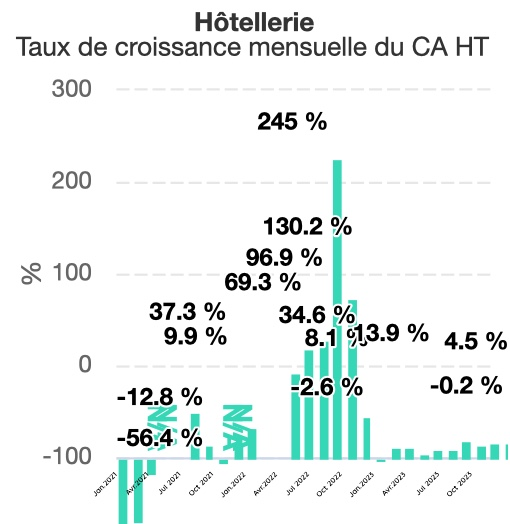 Hôtellerie
Taux de croissance mensuelle du CA HT
300
245 %
200
130.2 %
96.9 %
100
69.3 %
%
37.3 %
34.6 %
9.9 %
8.1 %
13.9 %
4.5 %
0
-2.6 %
-0.2 %
-12.8 %
N/A
N/A
-56.4 %
-100
Jan.2021
Avr.2021
Jul 2021
Oct 2021
Jan.2022
Avr.2022
Jul 2022
Oct 2022
Jan.2023
Avr.2023
Jul 2023
Oct 2023